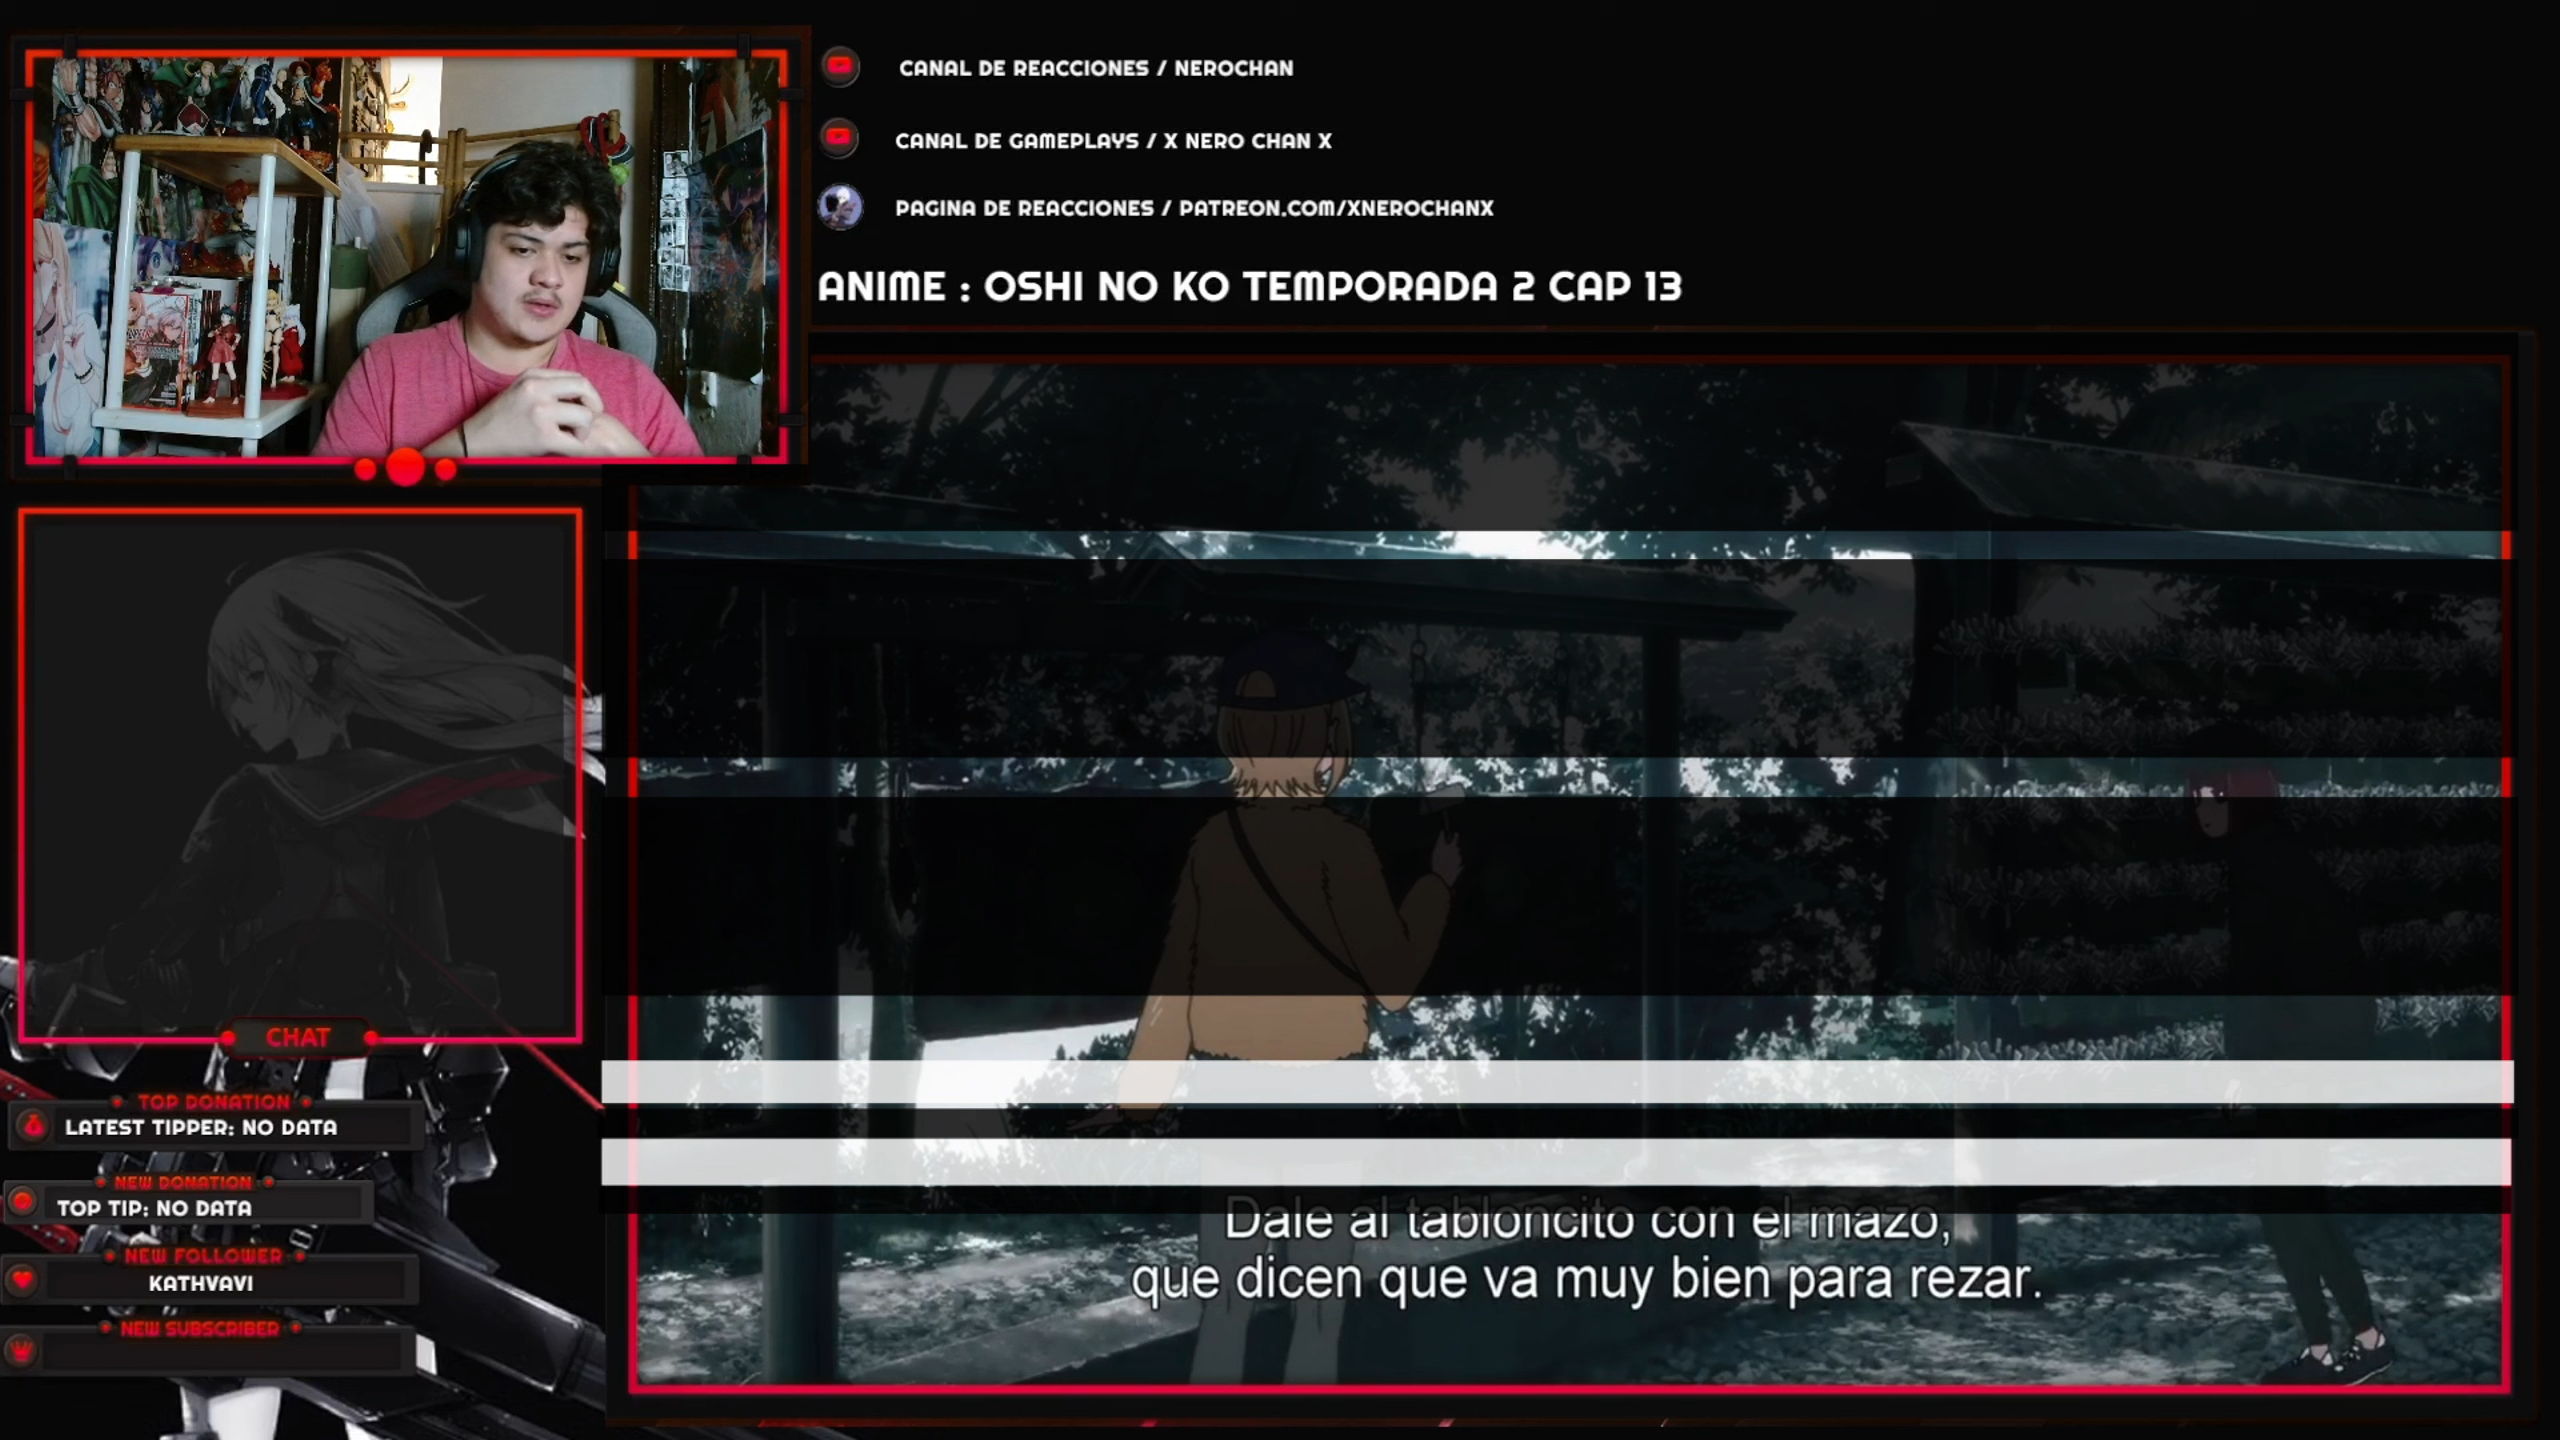 CANAL DE REACCIONES / NEROCHAN
CANAL DE GAMEPLAYS / X NERO CHAN X
PAGINA DE REACCIONES / PATREON.COM/XNEROCHANX
ANIME : OSHI NO KO TEMPORADA 2 CAP 13
CHAT
TOP DONATION
LATEST TIPPER: NO DATA
NEW DONATION
TOP TIP: NO DATA
NEW FOLLOWER
KATHVAVI
NEW SUBSCRIBER
Dale al tabloncito con el mazo,
que dicen que va muy bien para rezar.